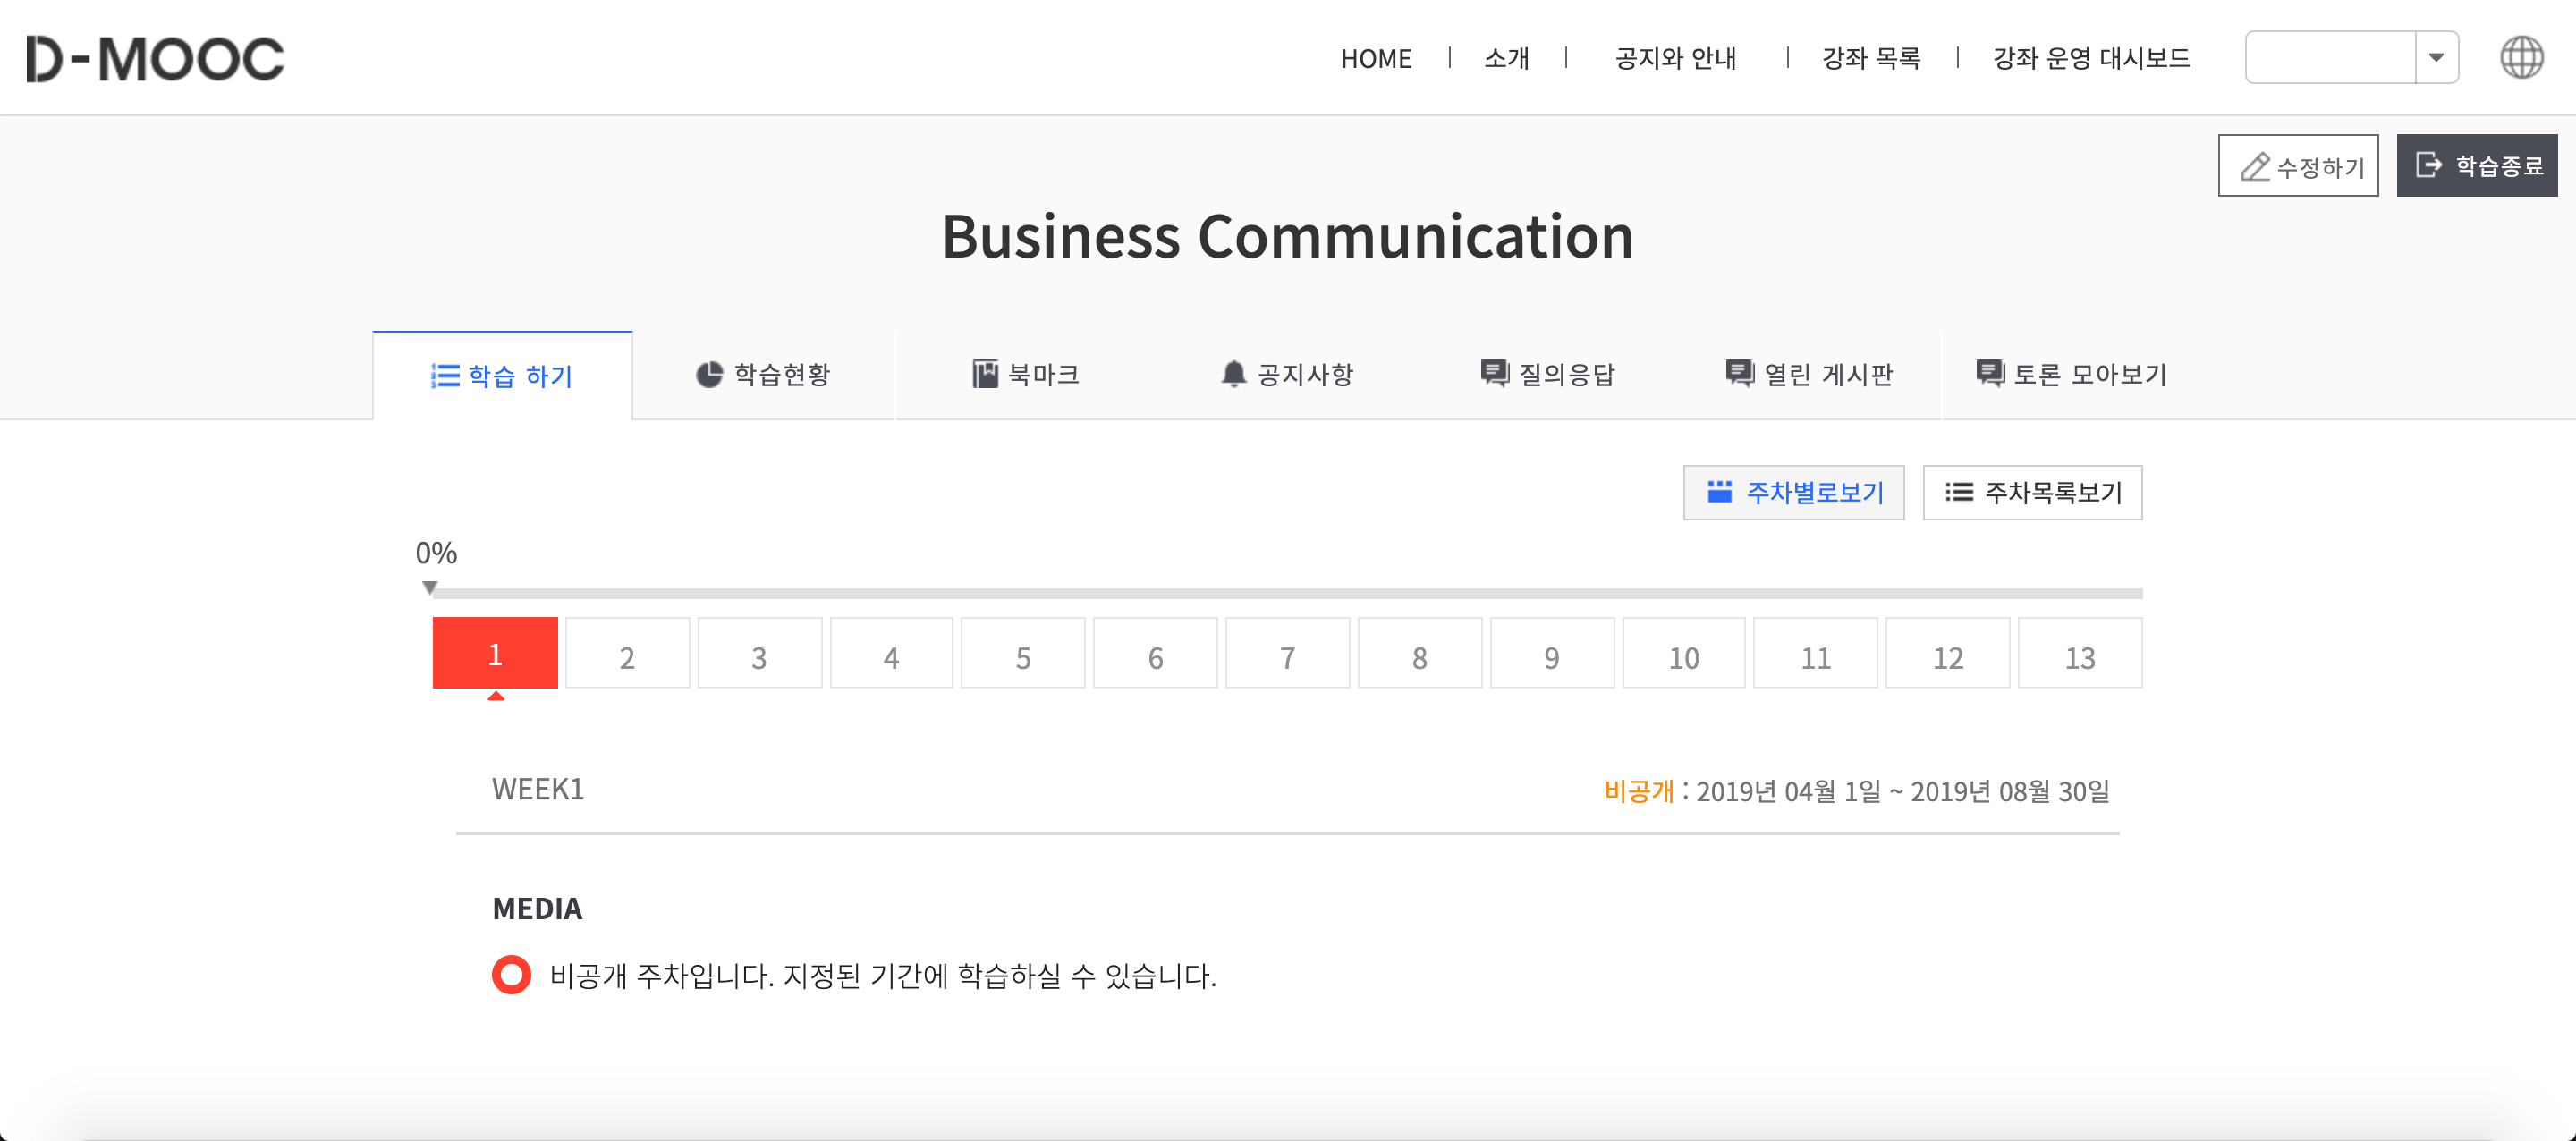 D-MOOC
HOME | 소개 | 공지와 안내 | 강좌 목록 | 강좌 운영 대시보드
수정하기 학습종료
Business Communication
학습 하기 학습현황 북마크 공지사항 질의응답 열린 게시판 토론 모아보기
주차별로보기 주차목록보기
0%
1 2 3 4 5 6 7 8 9 10 11 12 13
WEEK1 비공개 : 2019년 04월 1일 ~ 2019년 08월 30일
MEDIA
비공개 주차입니다. 지정된 기간에 학습하실 수 있습니다.